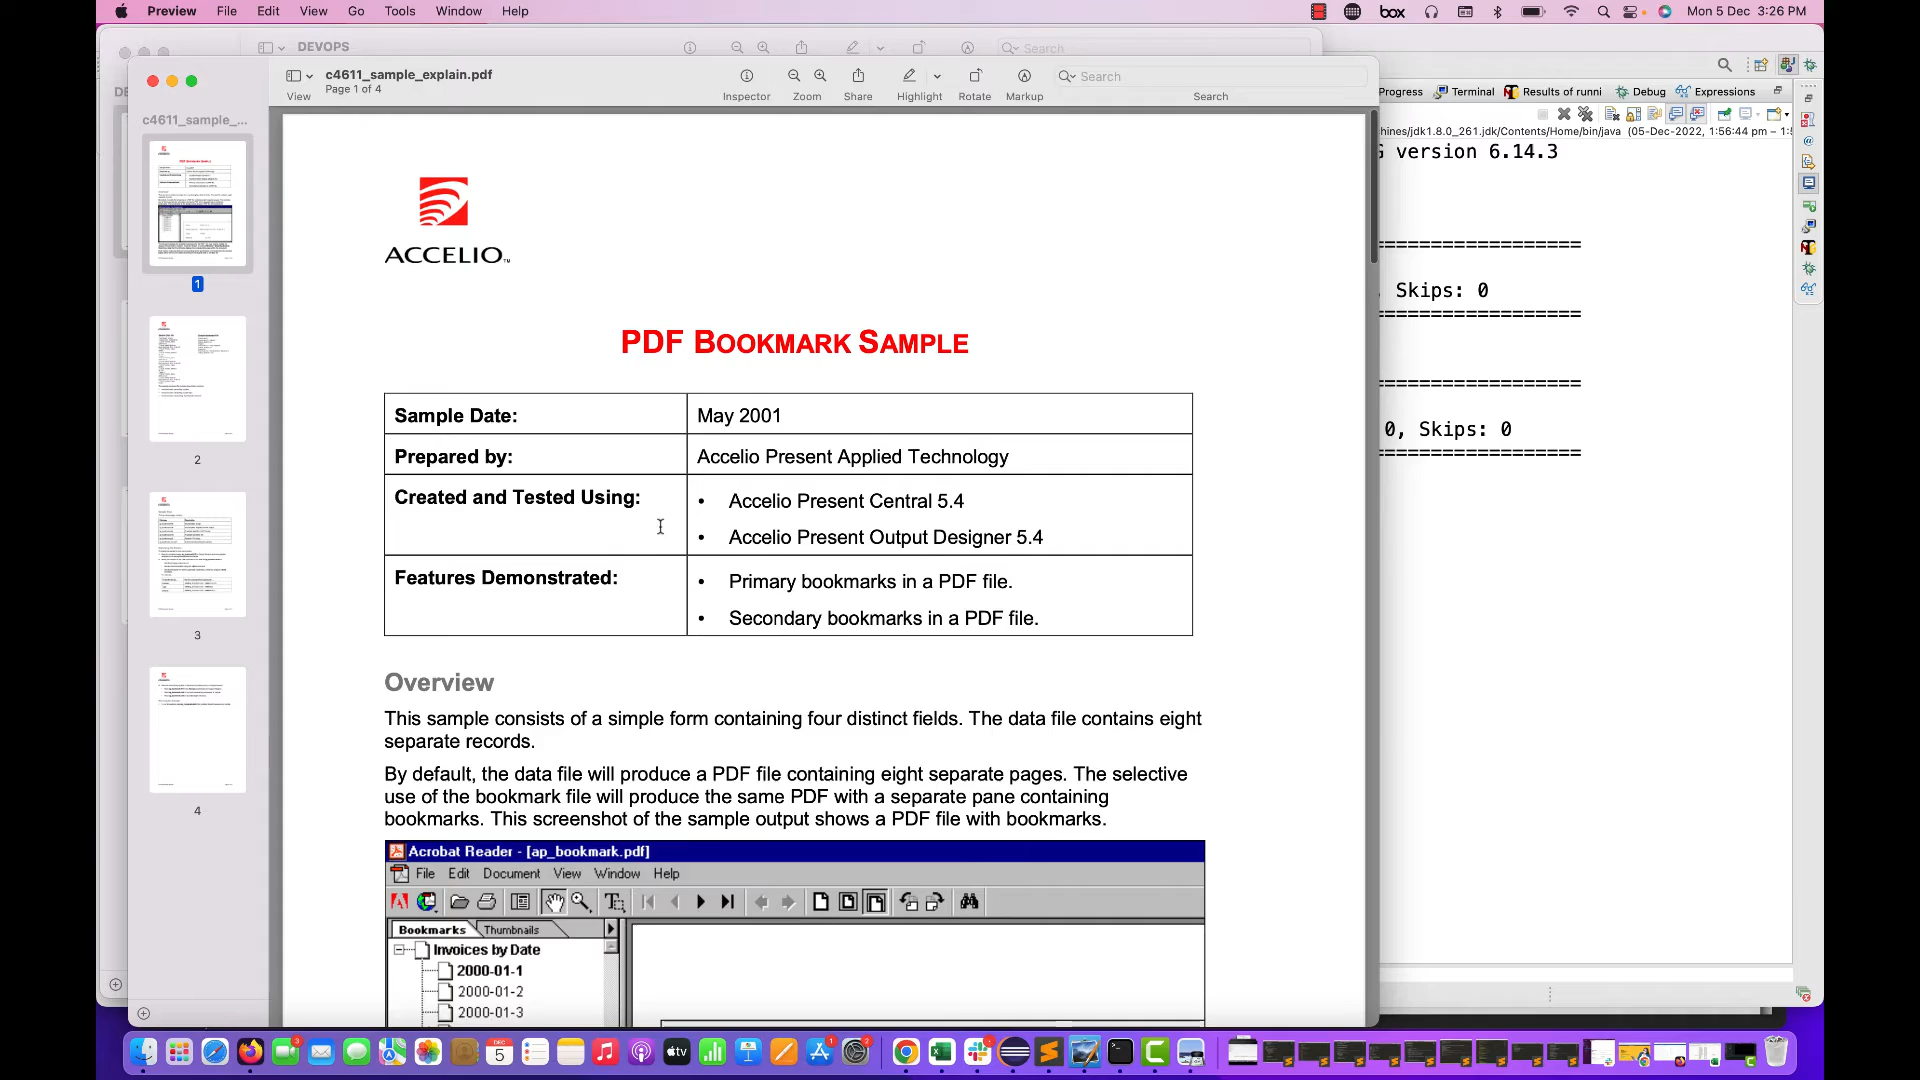 Preview File Edit View Go Tools Window Help
box
Mon 5 Dec 3:26 PM
DEVOPS
Search
c4611_sample_explain.pdf
Page 1 of 4
View
Inspector
Zoom
Share
Highlight
Rotate
Markup
Search
Search
c4611_sample_...
1
2
3
4
ACCELIO™
PDF BOOKMARK SAMPLE
Sample Date: May 2001
Prepared by: Accelio Present Applied Technology
Created and Tested Using:
• Accelio Present Central 5.4
• Accelio Present Output Designer 5.4
Features Demonstrated:
• Primary bookmarks in a PDF file.
• Secondary bookmarks in a PDF file.
Overview
This sample consists of a simple form containing four distinct fields. The data file contains eight
separate records.
By default, the data file will produce a PDF file containing eight separate pages. The selective
use of the bookmark file will produce the same PDF with a separate pane containing
bookmarks. This screenshot of the sample output shows a PDF file with bookmarks.
Acrobat Reader - [ap_bookmark.pdf]
File Edit Document View Window Help
Bookmarks Thumbnails
Invoices by Date
2000-01-1
2000-01-2
2000-01-3
Progress Terminal Results of runni Debug Expressions
hines/jdk1.8.0_261.jdk/Contents/Home/bin/java (05-Dec-2022, 1:56:44 pm – 1:5
G version 6.14.3
=================
, Skips: 0
=================
=================
0, Skips: 0
=================